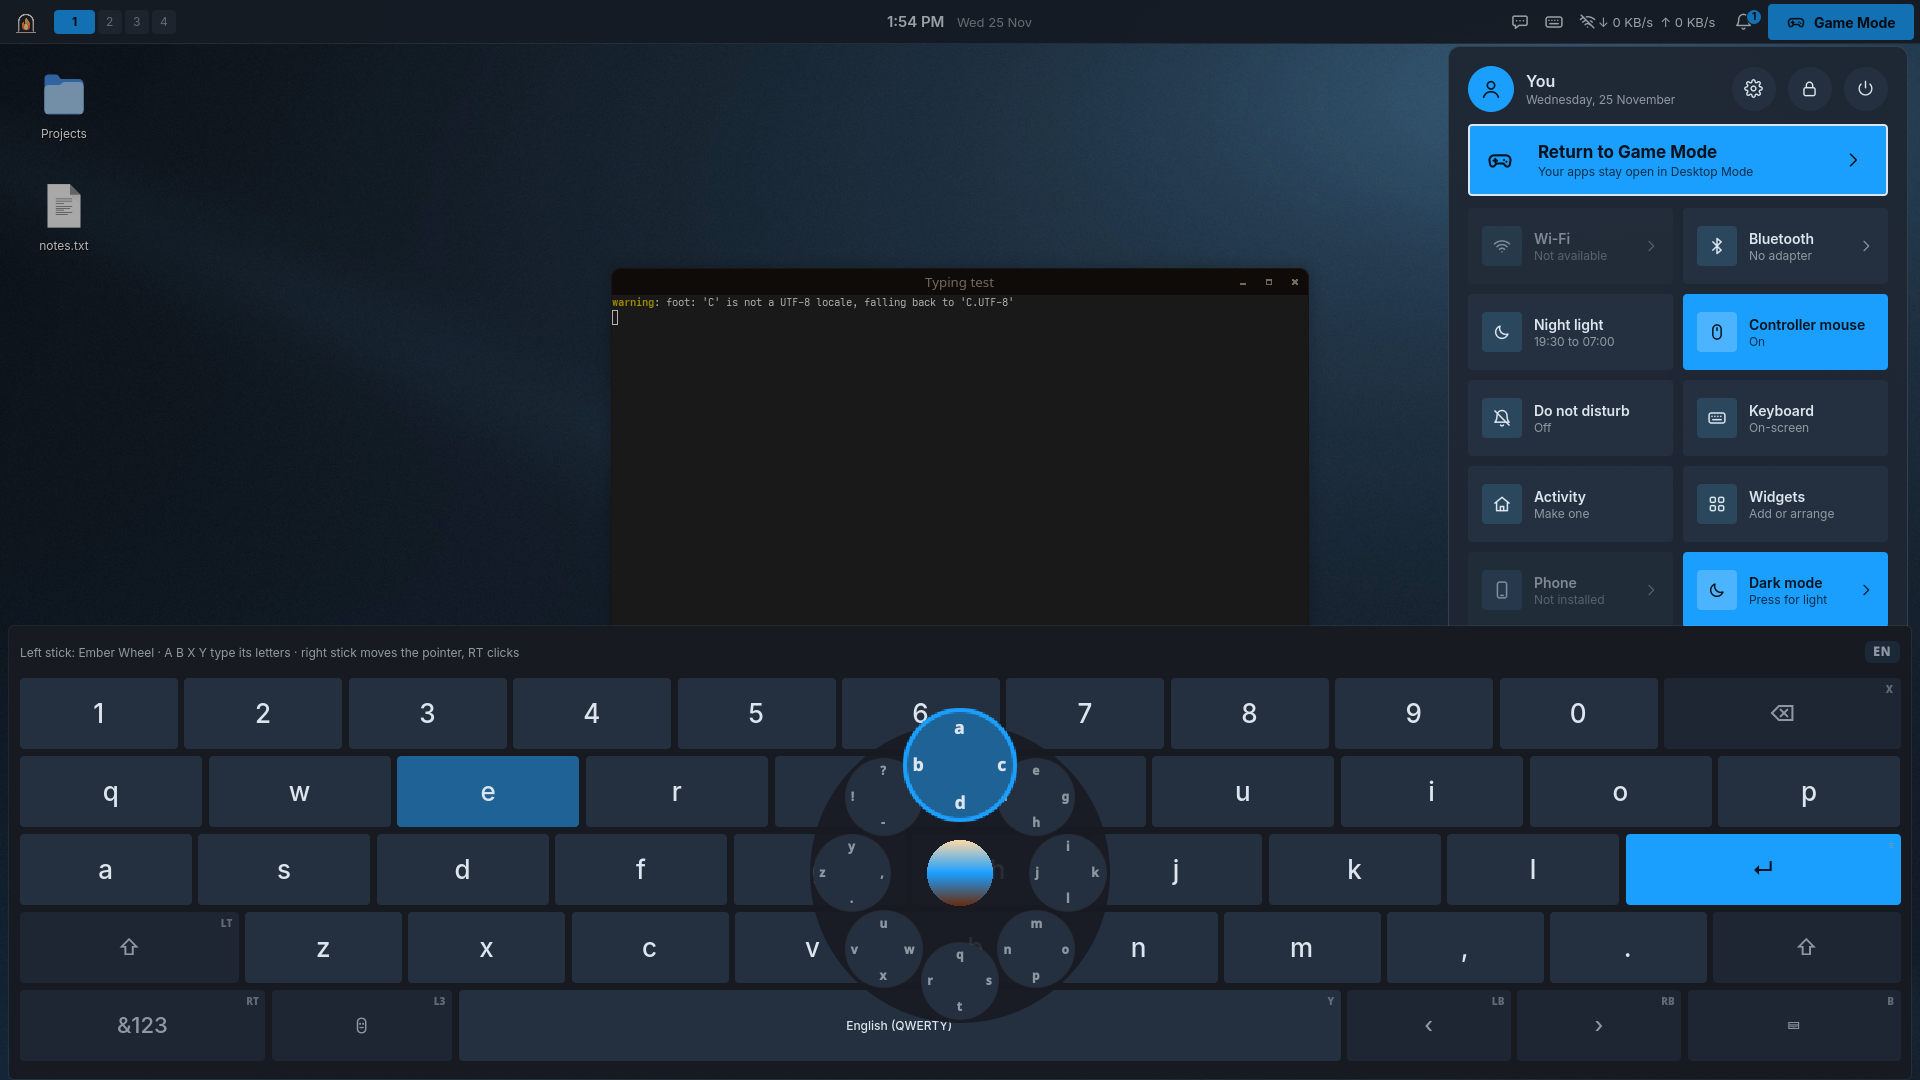 1 2 3 4
1:54 PM Wed 25 Nov
0 KB/s 0 KB/s
1
Game Mode
Projects
notes.txt
You
Wednesday, 25 November
Return to Game Mode
Your apps stay open in Desktop Mode
Wi-Fi
Not available
Bluetooth
No adapter
Night light
19:30 to 07:00
Controller mouse
On
Do not disturb
Off
Keyboard
On-screen
Activity
Make one
Widgets
Add or arrange
Phone
Not installed
Dark mode
Press for light
Typing test
warning: foot: 'C' is not a UTF-8 locale, falling back to 'C.UTF-8'
Left stick: Ember Wheel · A B X Y type its letters · right stick moves the pointer, RT clicks
EN
1 2 3 4 5 6 7 8 9 0 X
q w e r u i o p
a s d f h j k l
LT z x c v b n m , .
&123 RT L3 English (QWERTY) Y ‹ LB › RB B
a b c d
e g h
i j k l
m n o p
q r s t
u v w x
y z , .
? ! -